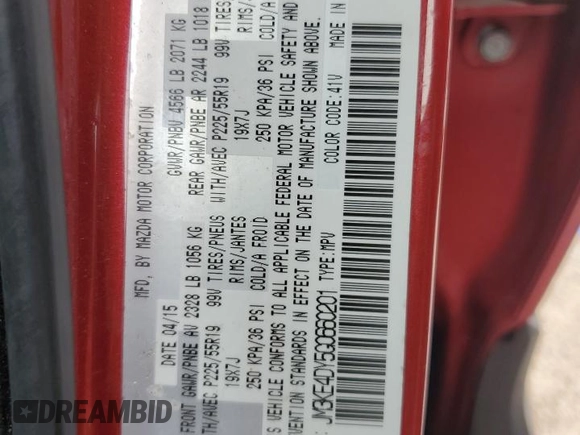 MFD. BY MAZDA MOTOR CORPORATION
DATE 04/15 GVWR/PNBV 4566 LB 2071 KG
FRONT GAWR/PNBE AV 2328 LB 1056 KG REAR GAWR/PNBE AR 2244 LB 1018
TH/AVEC P225/55R19 99V TIRES/PNEUS WITH/AVEC P225/55R19 99V TIRES/
19X7J RIMS/JANTES 19X7J RIMS/
250 KPA/36 PSI COLD/A FROID 250 KPA/36 PSI COLD/A
S VEHICLE CONFORMS TO ALL APPLICABLE FEDERAL MOTOR VEHICLE SAFETY AND
VENTION STANDARDS IN EFFECT ON THE DATE OF MANUFACTURE SHOWN ABOVE.
JM3KE4DY5G0660201 TYPE:MPV COLOR CODE:41V MADE IN
BIDCARS.COM